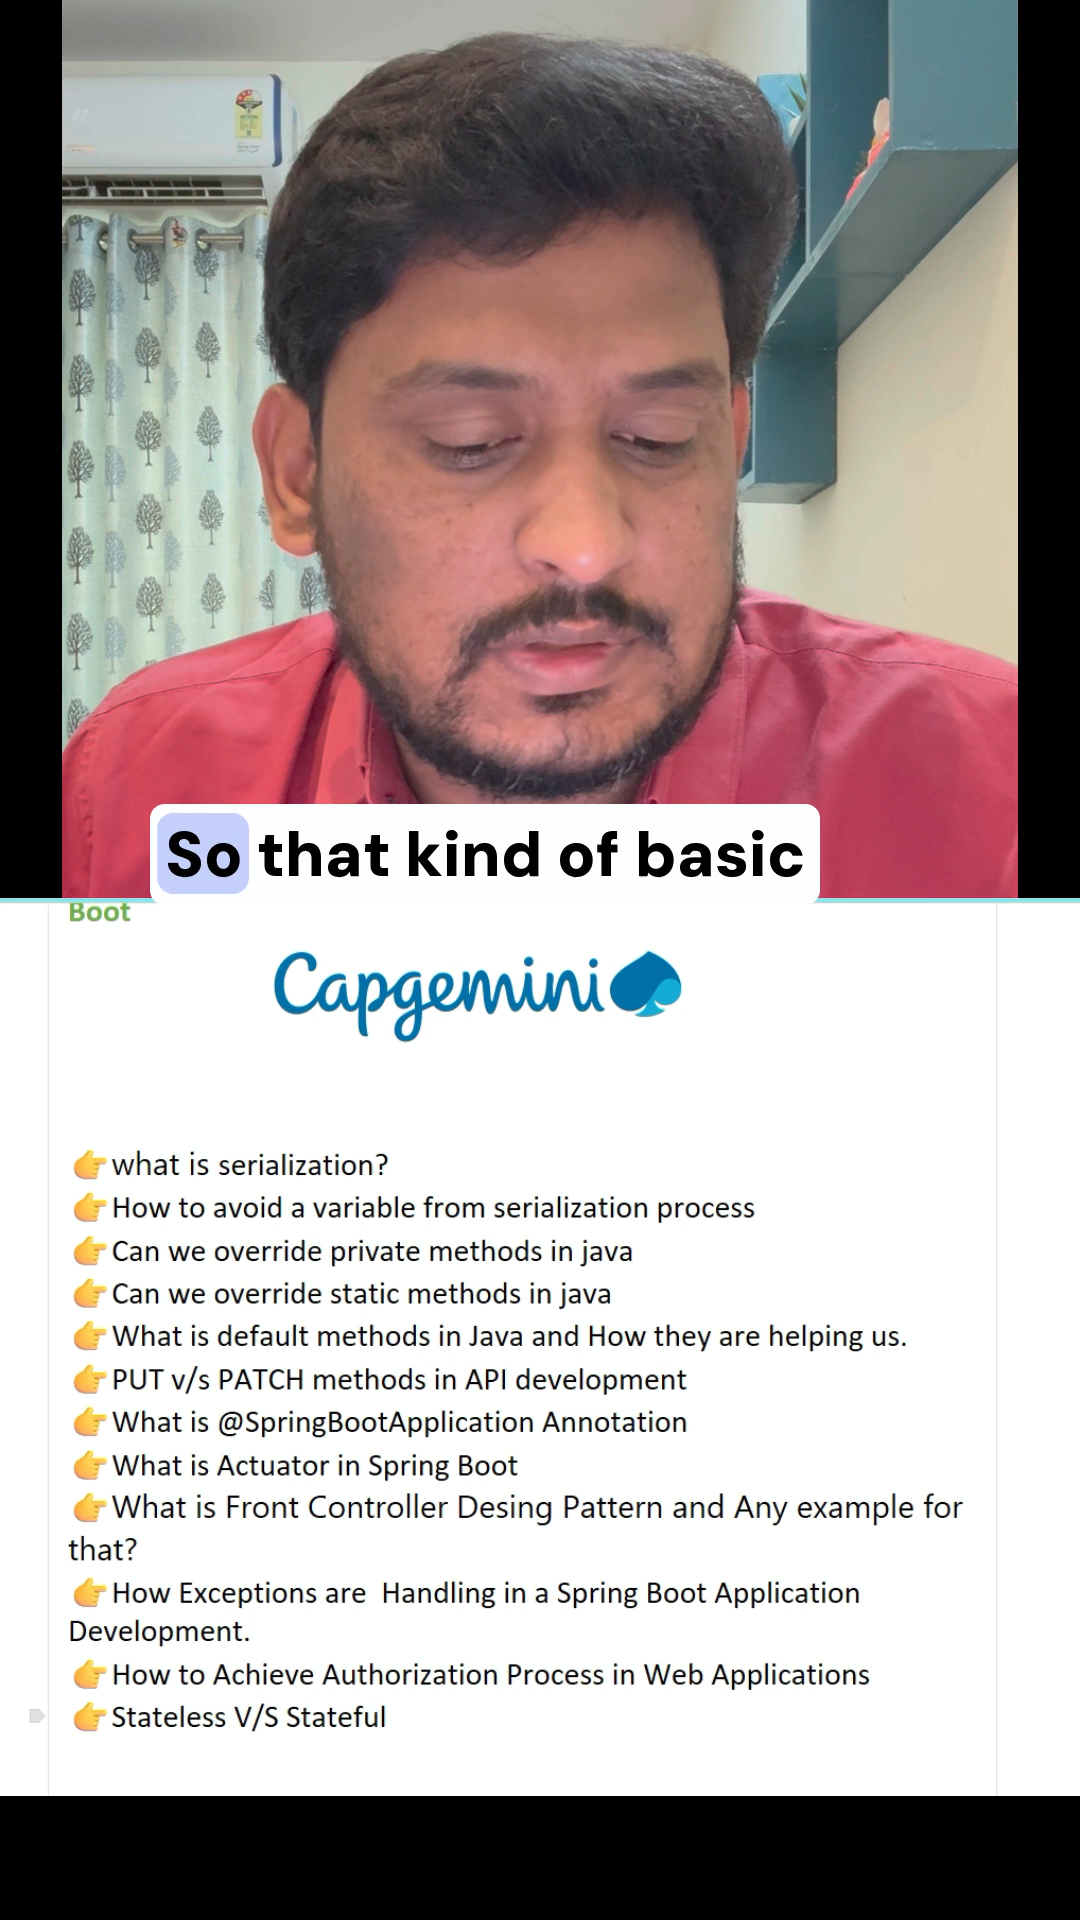 So that kind of basic
Boot
Capgemini
👉what is serialization?
👉How to avoid a variable from serialization process
👉Can we override private methods in java
👉Can we override static methods in java
👉What is default methods in Java and How they are helping us.
👉PUT v/s PATCH methods in API development
👉What is @SpringBootApplication Annotation
👉What is Actuator in Spring Boot
👉What is Front Controller Desing Pattern and Any example for
that?
👉How Exceptions are  Handling in a Spring Boot Application
Development.
👉How to Achieve Authorization Process in Web Applications
👉Stateless V/S Stateful